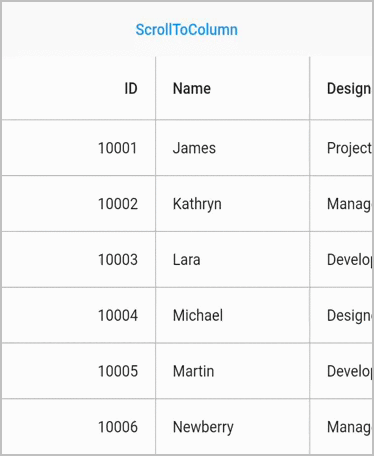 ScrollToColumn
ID Name Design
10001 James Project
10002 Kathryn Manag
10003 Lara Develop
10004 Michael Design
10005 Martin Develop
10006 Newberry Manag